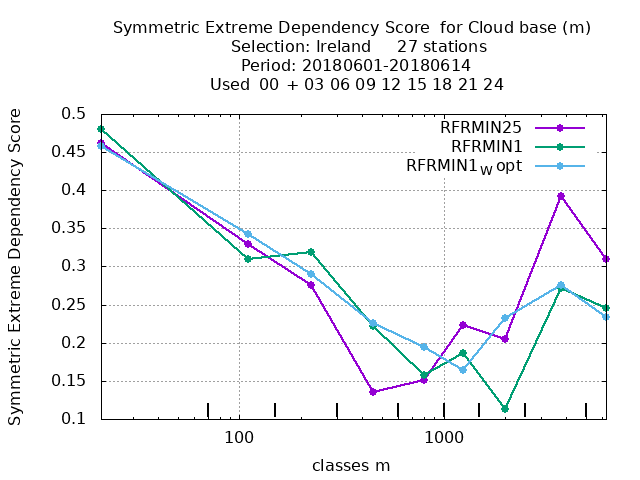 Symmetric Extreme Dependency Score for Cloud base (m)
Selection: Ireland 27 stations
Period: 20180601-20180614
Used 00 + 03 06 09 12 15 18 21 24
Symmetric Extreme Dependency Score
0.5
0.45
0.4
0.35
0.3
0.25
0.2
0.15
0.1
RFRMIN25
RFRMIN1
RFRMIN1W opt
100 1000
classes m